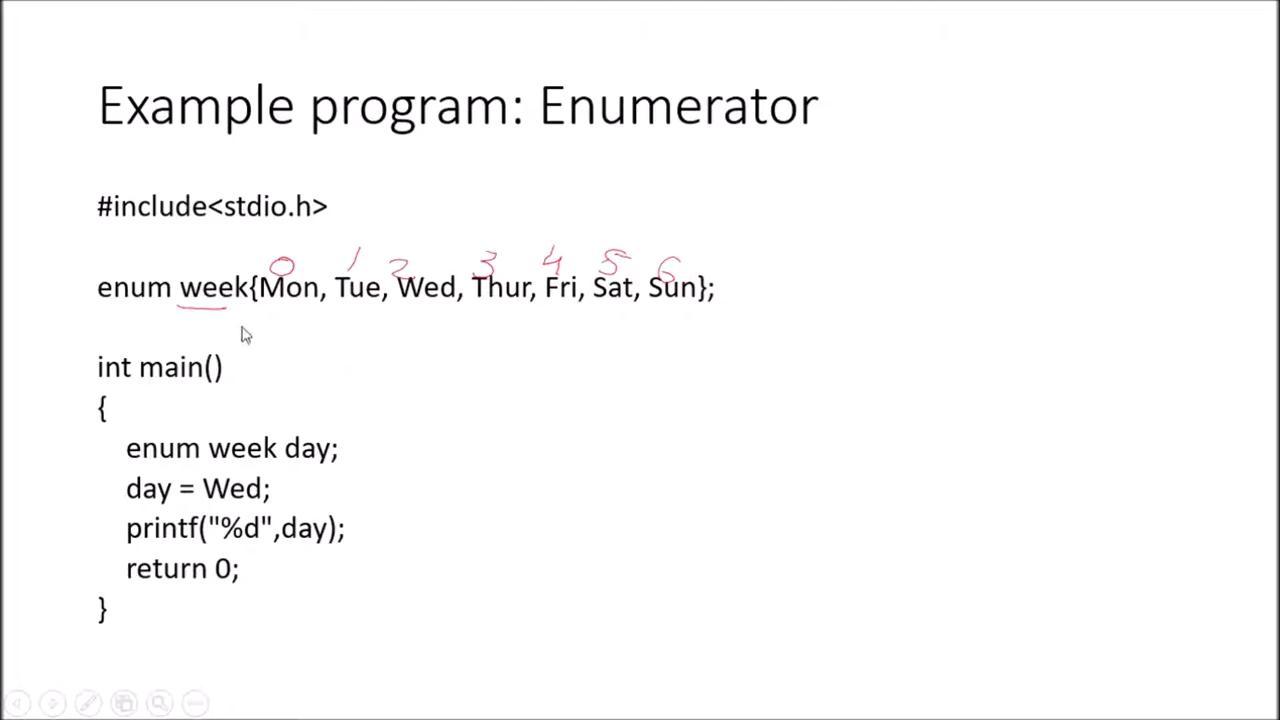 Example program: Enumerator
#include<stdio.h>
0 1 2 3 4 5 6
enum week{Mon, Tue, Wed, Thur, Fri, Sat, Sun};
int main()
{
enum week day;
day = Wed;
printf("%d",day);
return 0;
}